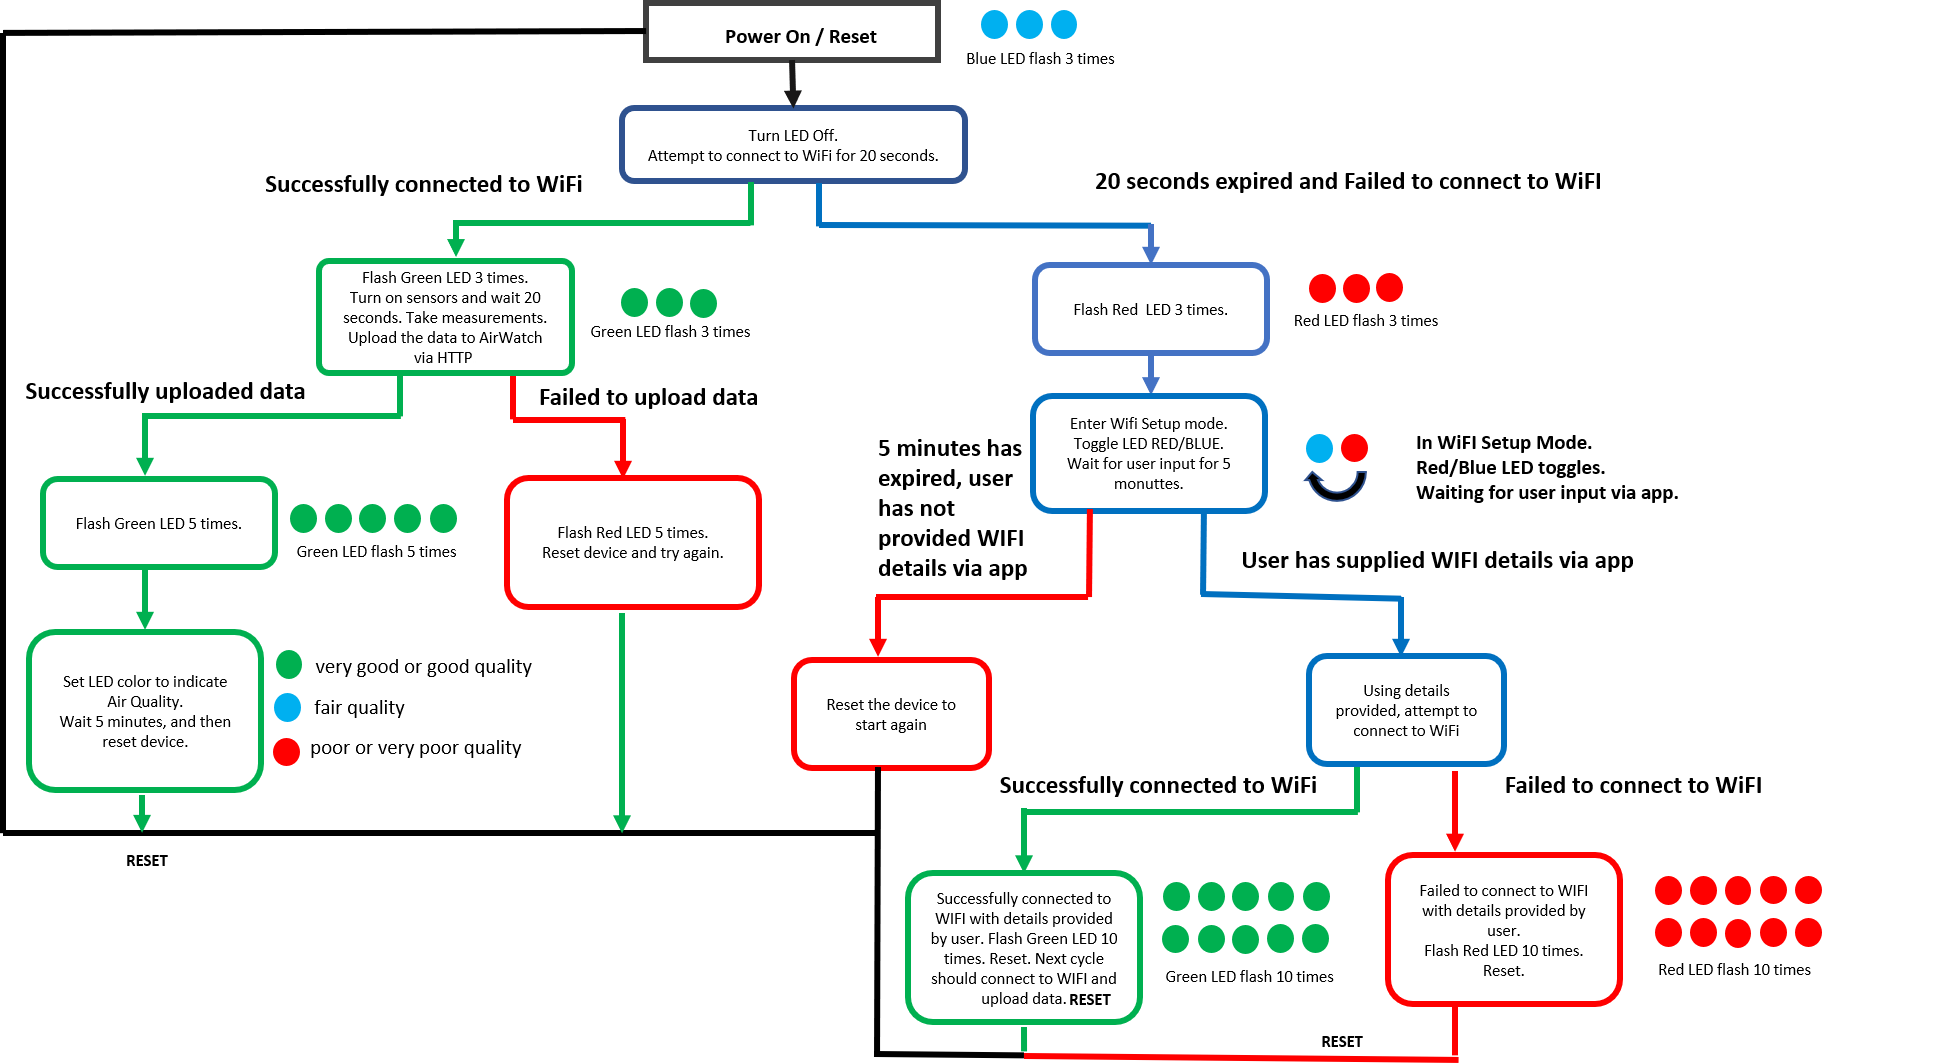 Power On / Reset
Blue LED flash 3 times
Turn LED Off.
Attempt to connect to WiFi for 20 seconds.
Successfully connected to WiFi
20 seconds expired and Failed to connect to WiFI
Flash Green LED 3 times.
Turn on sensors and wait 20
seconds. Take measurements.
Upload the data to AirWatch
via HTTP
Green LED flash 3 times
Flash Red  LED 3 times.
Red LED flash 3 times
Successfully uploaded data
Failed to upload data
Enter Wifi Setup mode.
Toggle LED RED/BLUE.
Wait for user input for 5
monuttes.
In WiFI Setup Mode.
Red/Blue LED toggles.
Waiting for user input via app.
5 minutes has
expired, user
has not
provided WIFI
details via app
Flash Green LED 5 times.
Green LED flash 5 times
Flash Red LED 5 times.
Reset device and try again.
User has supplied WIFI details via app
Set LED color to indicate
Air Quality.
Wait 5 minutes, and then
reset device.
very good or good quality
fair quality
poor or very poor quality
Reset the device to
start again
Using details
provided, attempt to
connect to WiFi
Successfully connected to WiFi
Failed to connect to WiFI
RESET
Successfully connected to
WIFI with details provided
by user. Flash Green LED 10
times. Reset. Next cycle
should connect to WIFI and
upload data. RESET
Green LED flash 10 times
Failed to connect to WIFI
with details provided by
user.
Flash Red LED 10 times.
Reset.
Red LED flash 10 times
RESET